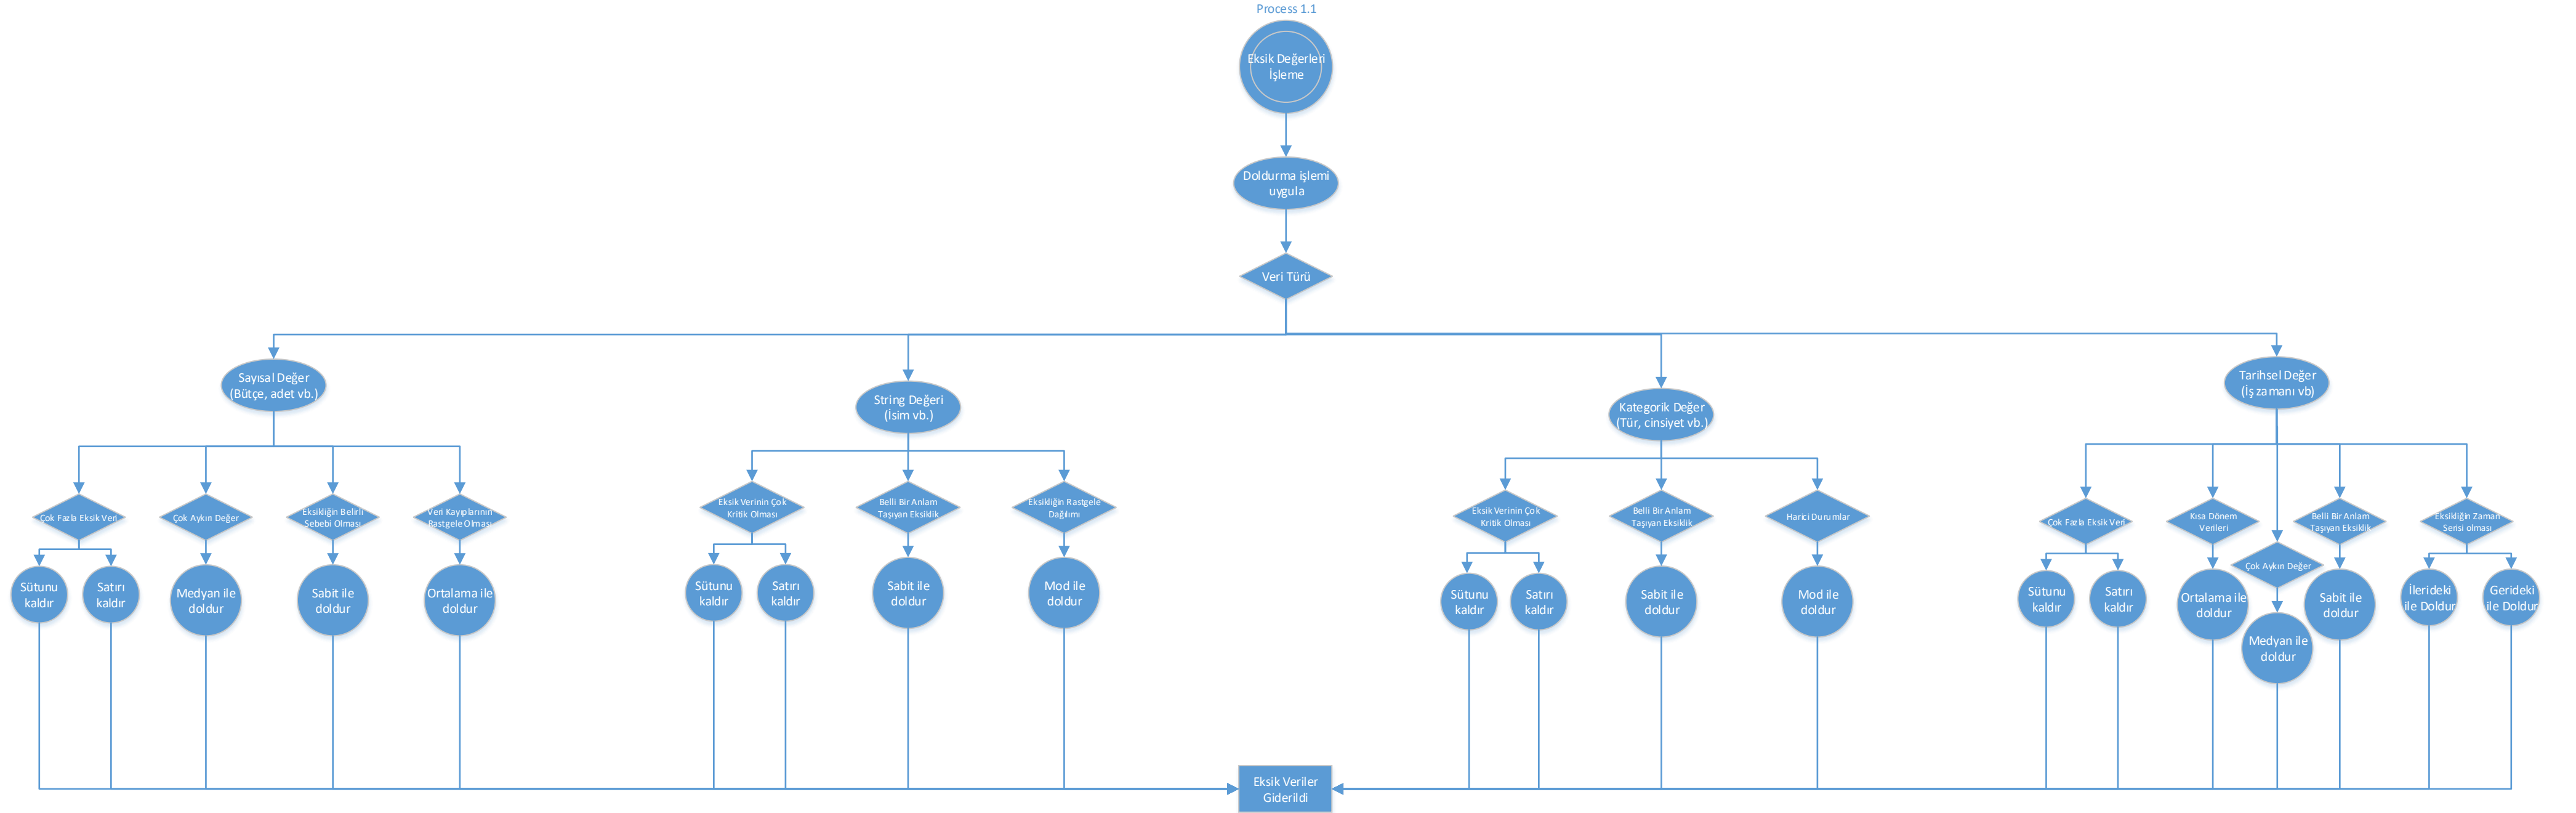 Process 1.1
Eksik Değerleri
İşleme
Doldurma işlemi
uygula
Veri Türü
Sayısal Değer
(Bütçe, adet vb.)
String Değeri
(İsim vb.)
Kategorik Değer
(Tür, cinsiyet vb.)
Tarihsel Değer
(İş zamanı vb)
Çok Fazla Eksik Veri
Çok Aykırı Değer
Eksikliğin Belirli
Sebebi Olması
Veri Kayıplarının
Rastgele Olması
Eksik Verinin Çok
Kritik Olması
Belli Bir Anlam
Taşıyan Eksiklik
Eksikliğin Rastgele
Dağılımı
Eksik Verinin Çok
Kritik Olması
Belli Bir Anlam
Taşıyan Eksiklik
Harici Durumlar
Çok Fazla Eksik Veri
Kısa Dönem
Verileri
Çok Aykırı Değer
Belli Bir Anlam
Taşıyan Eksiklik
Eksikliğin Zaman
Serisi olması
Sütunu
kaldır
Satırı
kaldır
Medyan ile
doldur
Sabit ile
doldur
Ortalama ile
doldur
Sütunu
kaldır
Satırı
kaldır
Sabit ile
doldur
Mod ile
doldur
Sütunu
kaldır
Satırı
kaldır
Sabit ile
doldur
Mod ile
doldur
Sütunu
kaldır
Satırı
kaldır
Ortalama ile
doldur
Medyan ile
doldur
Sabit ile
doldur
İlerideki
ile Doldur
Gerideki
ile Doldur
Eksik Veriler
Giderildi